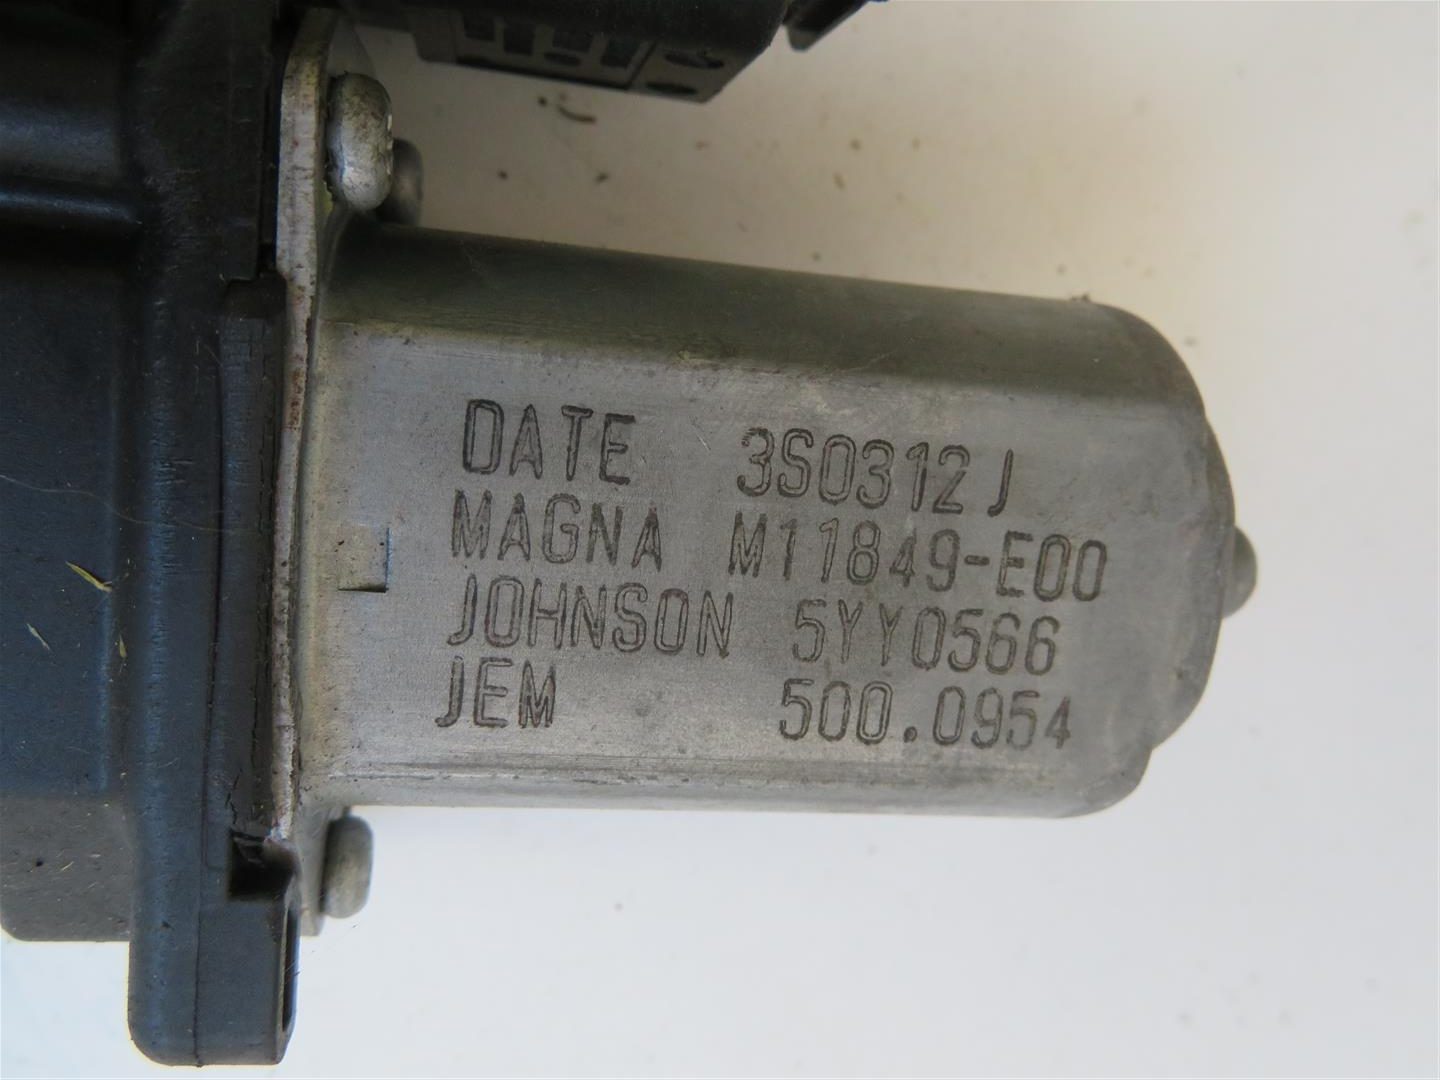 DATE 3S0312J
MAGNA M11849-E00
JOHNSON 5YY0566
JEM 500.0954